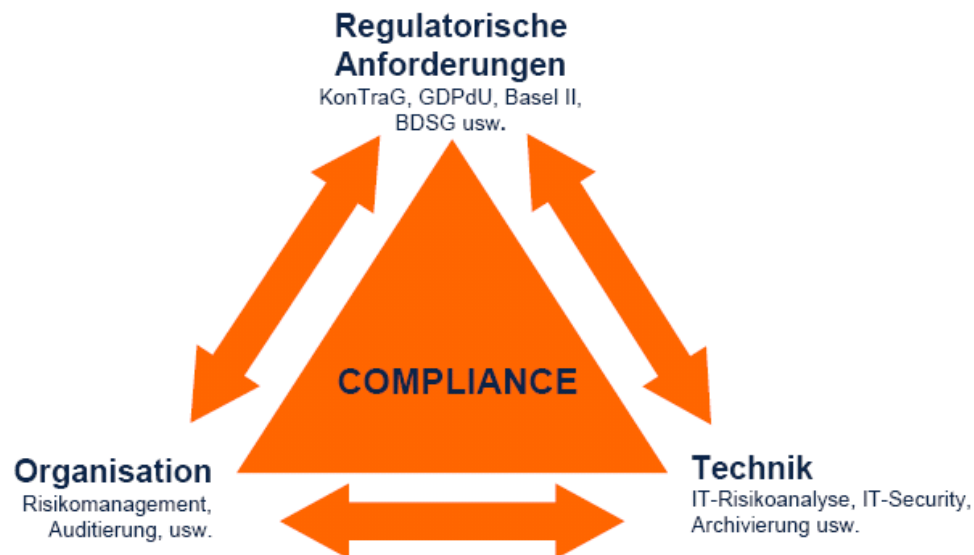 Regulatorische
Anforderungen
KonTraG, GDPdU, Basel II,
BDSG usw.
COMPLIANCE
Organisation
Risikomanagement,
Auditierung, usw.
Technik
IT-Risikoanalyse, IT-Security,
Archivierung usw.